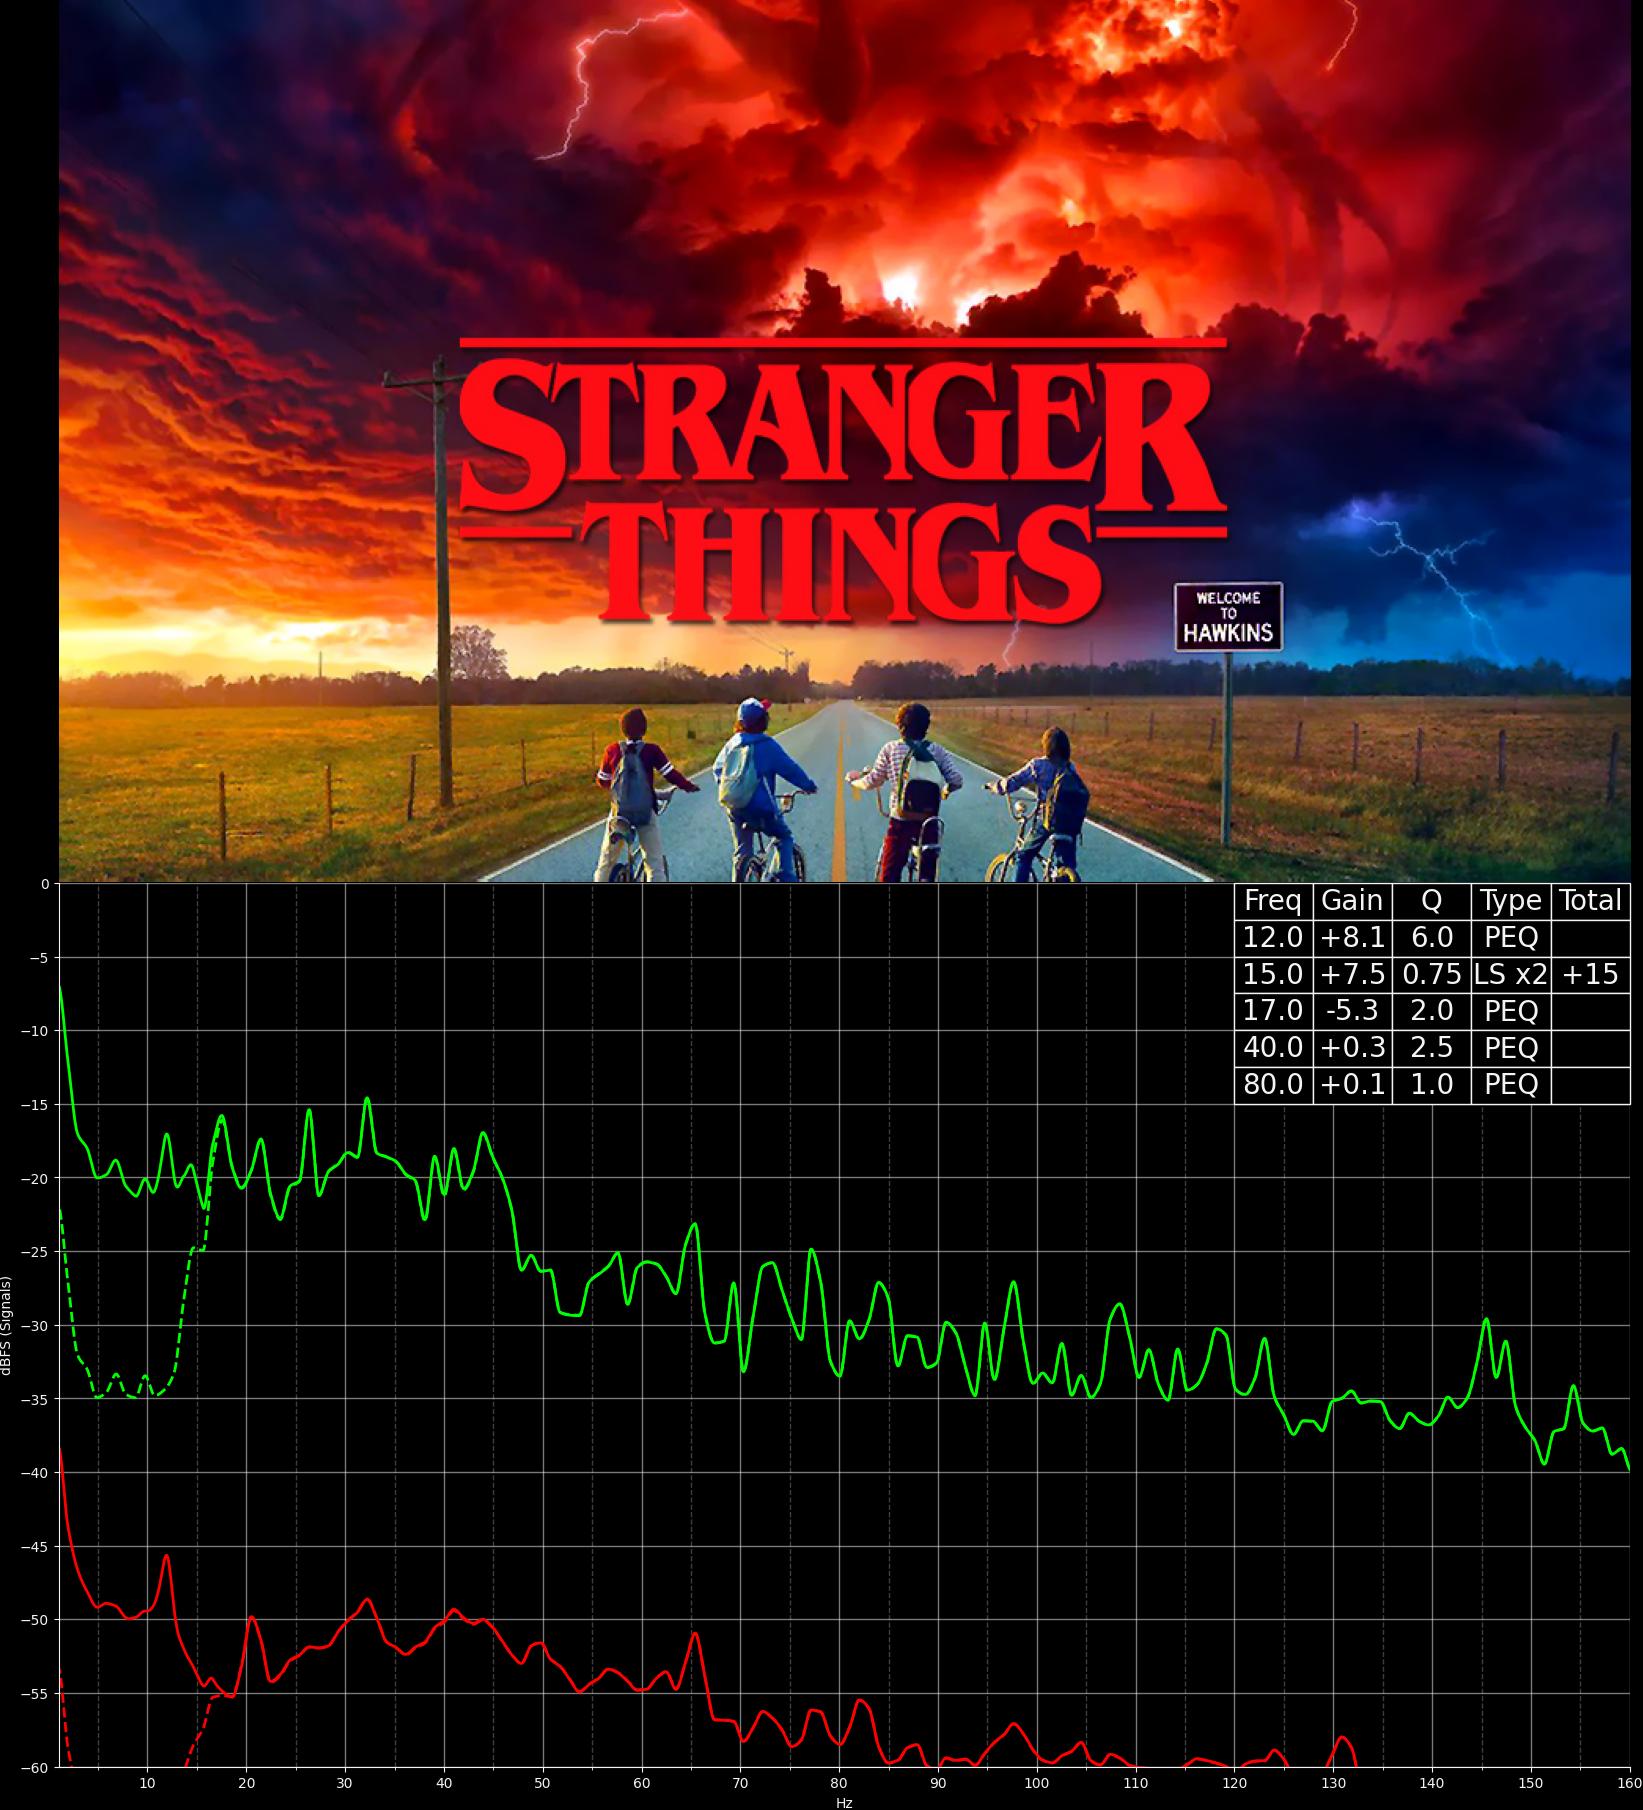 STRANGER
THINGS
WELCOME
TO
HAWKINS
Freq Gain Q Type Total
12.0 +8.1 6.0 PEQ
15.0 +7.5 0.75 LS x2 +15
17.0 -5.3 2.0 PEQ
40.0 +0.3 2.5 PEQ
80.0 +0.1 1.0 PEQ
dBFS (Signals)
0
−5
−10
−15
−20
−25
−30
−35
−40
−45
−50
−55
−60
10 20 30 40 50 60 70 80 90 100 110 120 130 140 150 160
Hz